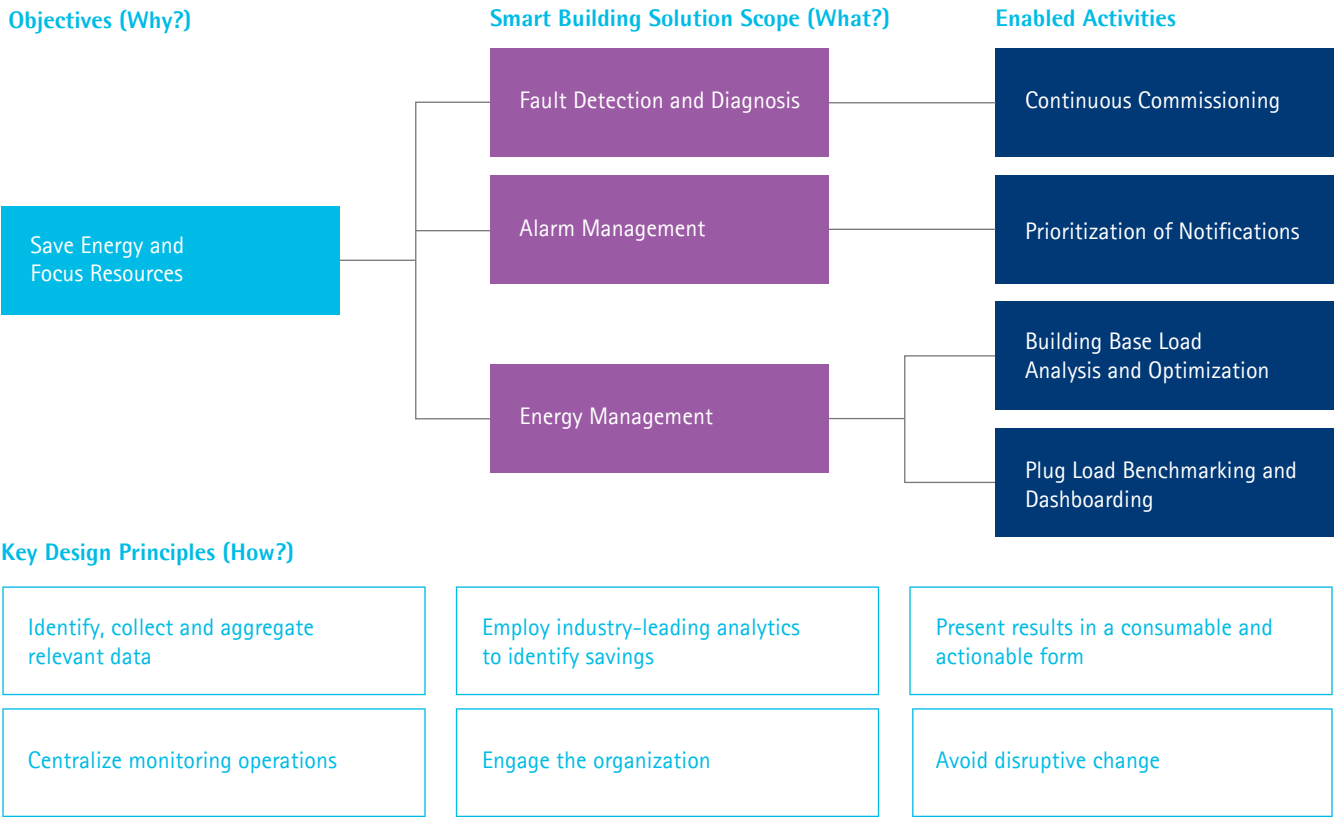 Objectives (Why?)
Smart Building Solution Scope (What?)
Enabled Activities
Fault Detection and Diagnosis
Continuous Commissioning
Alarm Management
Prioritization of Notifications
Save Energy and
Focus Resources
Building Base Load
Analysis and Optimization
Energy Management
Plug Load Benchmarking and
Dashboarding
Key Design Principles (How?)
Identify, collect and aggregate
relevant data
Employ industry-leading analytics
to identify savings
Present results in a consumable and
actionable form
Centralize monitoring operations
Engage the organization
Avoid disruptive change